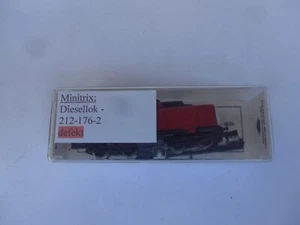 Minitrix:
Diesellok -
212-176-2
defekt